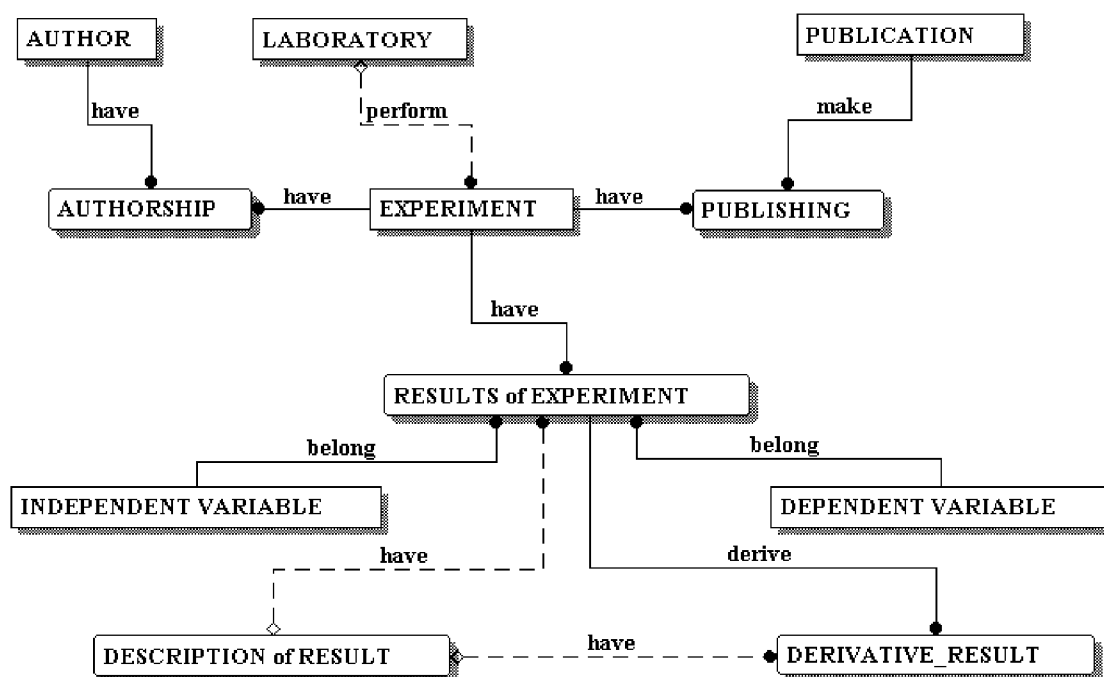 AUTHOR
LABORATORY
PUBLICATION
have
perform
make
AUTHORSHIP
have
EXPERIMENT
have
PUBLISHING
have
RESULTS of EXPERIMENT
belong
belong
INDEPENDENT VARIABLE
DEPENDENT VARIABLE
have
derive
DESCRIPTION of RESULT
have
DERIVATIVE_RESULT